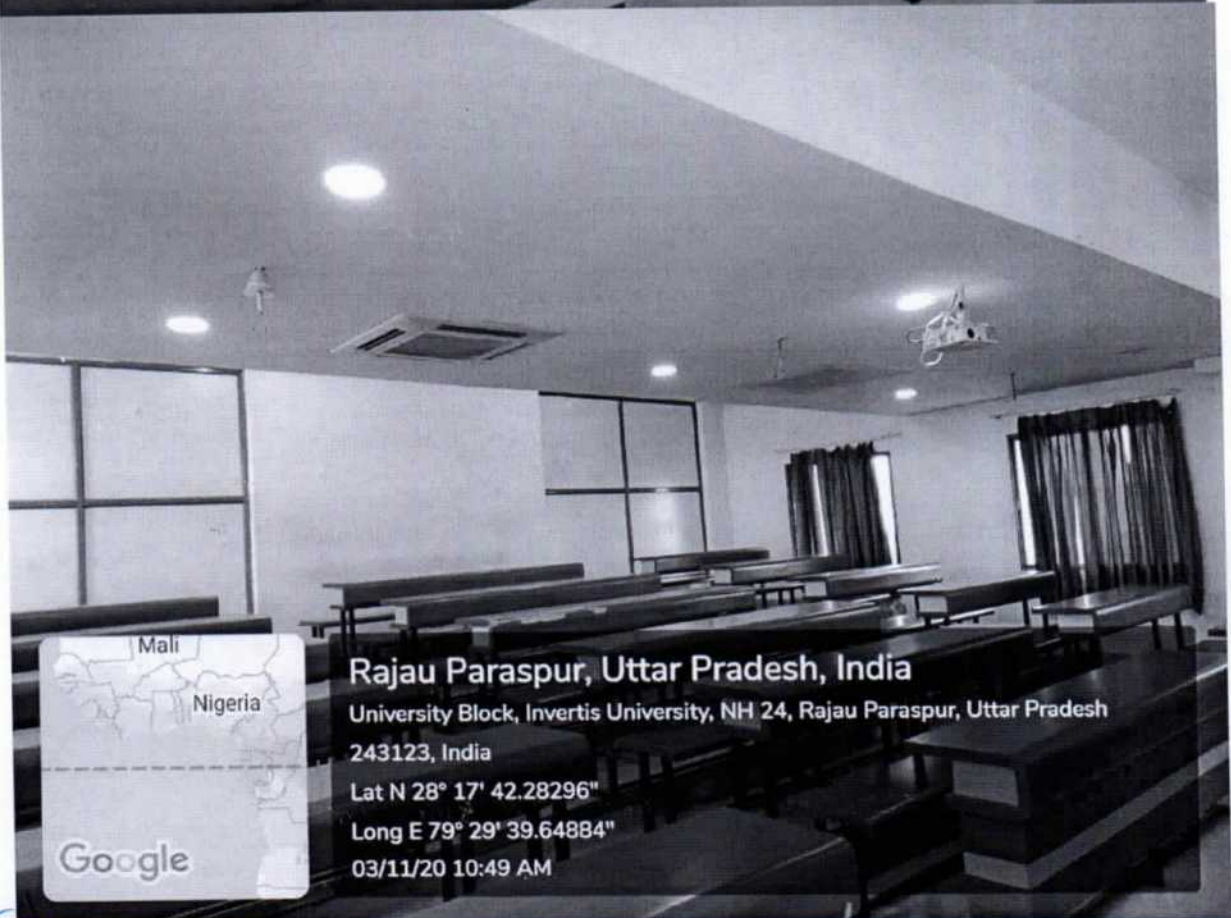 Mali
Nigeria
Google
Rajau Paraspur, Uttar Pradesh, India
University Block, Invertis University, NH 24, Rajau Paraspur, Uttar Pradesh
243123, India
Lat N 28° 17' 42.28296"
Long E 79° 29' 39.64884"
03/11/20 10:49 AM